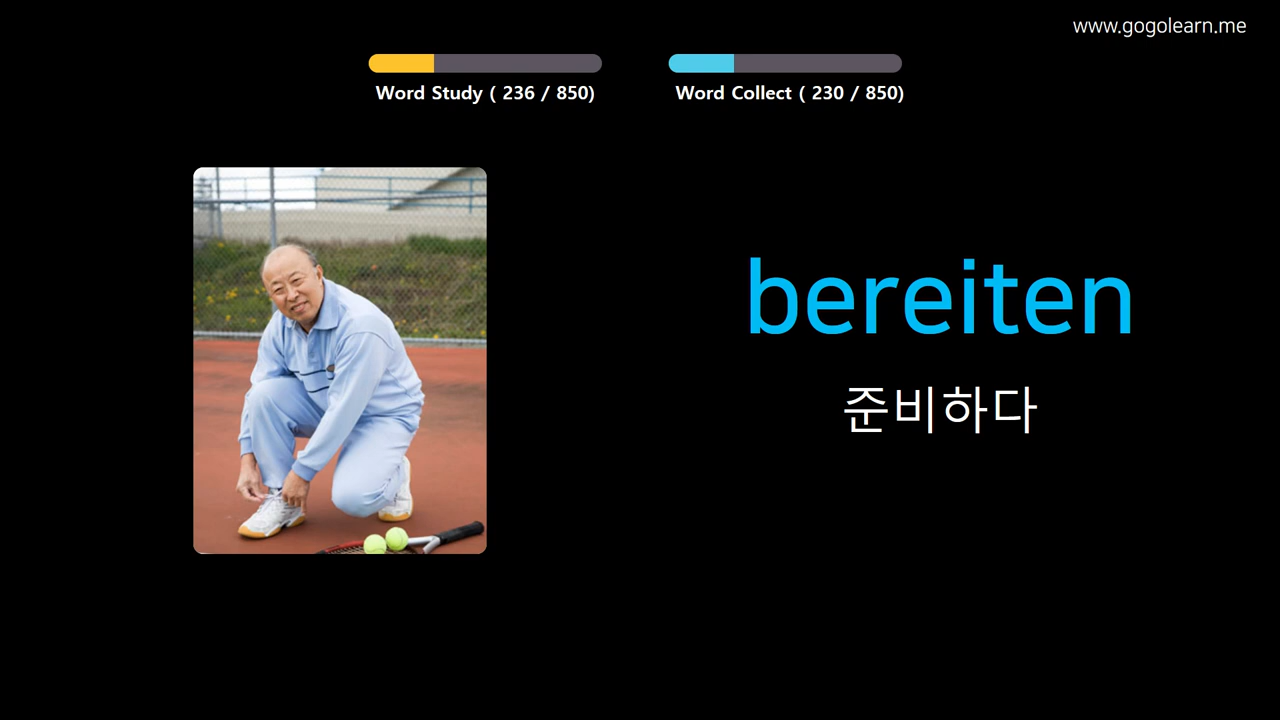 www.gogolearn.me
Word Study ( 236 / 850)
Word Collect ( 230 / 850)
bereiten
준비하다